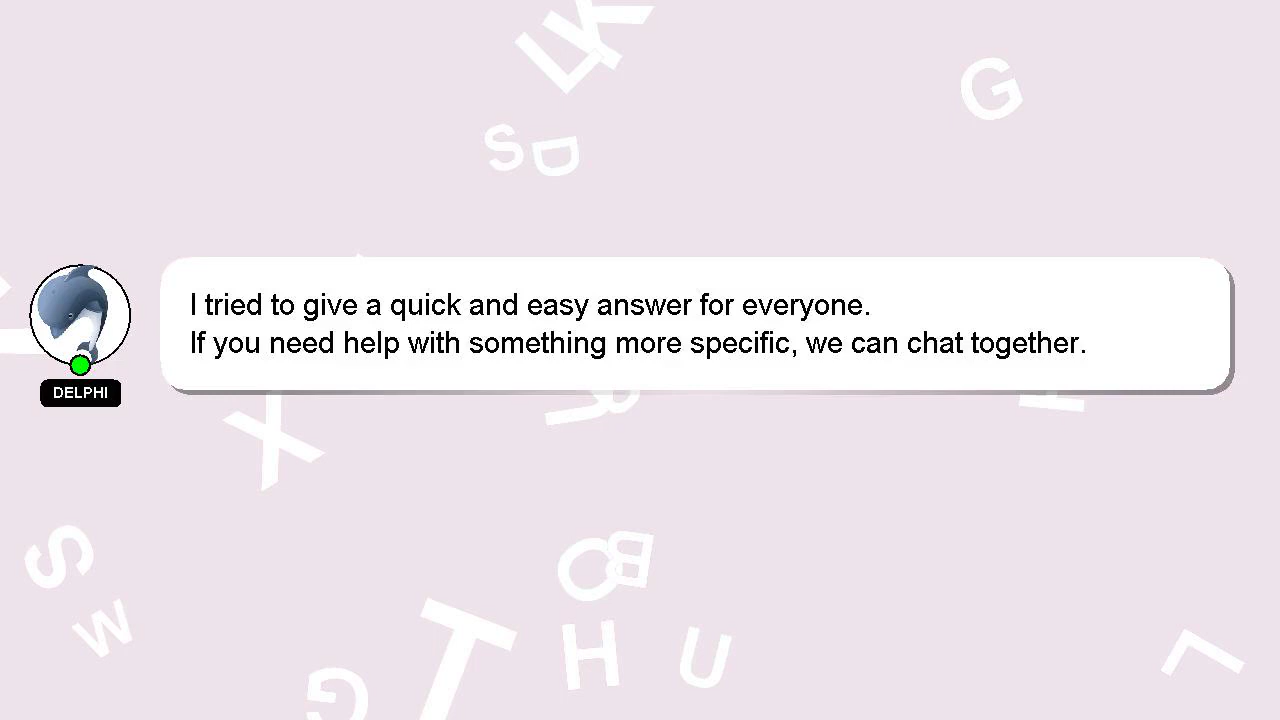 I tried to give a quick and easy answer for everyone.
If you need help with something more specific, we can chat together.
DELPHI
L
K
G
S
D
X
S
W
C
B
T
H
U
G
L